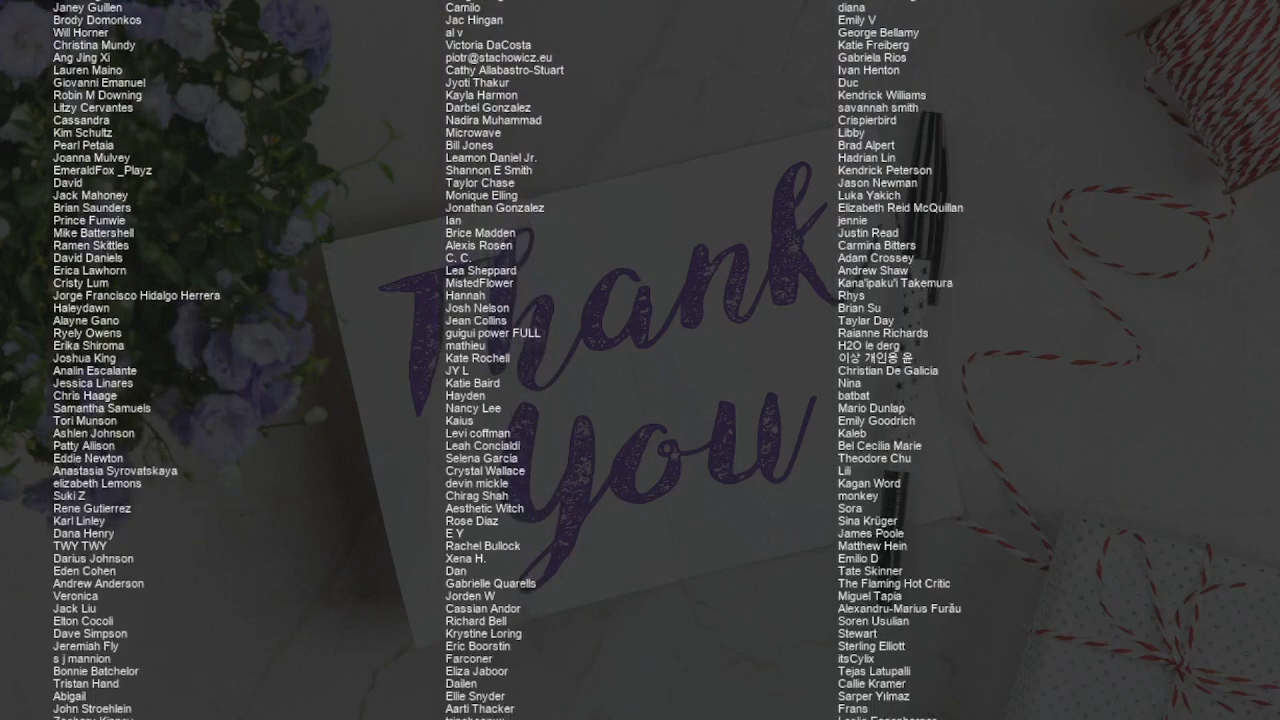 Janey Guillen
Brody Domonkos
Will Horner
Christina Mundy
Ang Jing Xi
Lauren Maino
Giovanni Emanuel
Robin M Downing
Litzy Cervantes
Cassandra
Kim Schultz
Pearl Petaia
Joanna Mulvey
EmeraldFox _Playz
David
Jack Mahoney
Brian Saunders
Prince Funwie
Mike Battershell
Ramen Skittles
David Daniels
Erica Lawhorn
Cristy Lum
Jorge Francisco Hidalgo Herrera
Haleydawn
Alayne Gano
Ryely Owens
Erika Shiroma
Joshua King
Analin Escalante
Jessica Linares
Chris Haage
Samantha Samuels
Tori Munson
Ashlen Johnson
Patty Allison
Eddie Newton
Anastasia Syrovatskaya
elizabeth Lemons
Suki Z
Rene Gutierrez
Karl Linley
Dana Henry
TWY TWY
Darius Johnson
Eden Cohen
Andrew Anderson
Veronica
Jack Liu
Elton Cocoli
Dave Simpson
Jeremiah Fly
s j mannion
Bonnie Batchelor
Tristan Hand
Abigail
John Stroehlein
Camilo
Jac Hingan
al v
Victoria DaCosta
piotr@stachowicz.eu
Cathy Allabastro-Stuart
Jyoti Thakur
Kayla Harmon
Darbel Gonzalez
Nadira Muhammad
Microwave
Bill Jones
Leamon Daniel Jr.
Shannon E Smith
Taylor Chase
Monique Elling
Jonathan Gonzalez
Ian
Brice Madden
Alexis Rosen
C. C.
Lea Sheppard
MistedFlower
Hannah
Josh Nelson
Jean Collins
guigui power FULL
mathieu
Kate Rochell
JY L
Katie Baird
Hayden
Nancy Lee
Kaius
Levi coffman
Leah Concialdi
Selena Garcia
Crystal Wallace
devin mickle
Chirag Shah
Aesthetic Witch
Rose Diaz
E Y
Rachel Bullock
Xena H.
Dan
Gabrielle Quarells
Jorden W
Cassian Andor
Richard Bell
Krystine Loring
Eric Boorstin
Farconer
Eliza Jaboor
Dailen
Ellie Snyder
Aarti Thacker
diana
Emily V
George Bellamy
Katie Freiberg
Gabriela Rios
Ivan Henton
Duc
Kendrick Williams
savannah smith
Crispierbird
Libby
Brad Alpert
Hadrian Lin
Kendrick Peterson
Jason Newman
Luka Yakich
Elizabeth Reid McQuillan
jennie
Justin Read
Carmina Bitters
Adam Crossey
Andrew Shaw
Kana'ipaku'i Takemura
Rhys
Brian Su
Taylar Day
Raianne Richards
H2O le derg
이상 개인용 윤
Christian De Galicia
Nina
batbat
Mario Dunlap
Emily Goodrich
Kaleb
Bel Cecilia Marie
Theodore Chu
Lili
Kagan Word
monkey
Sora
Sina Krüger
James Poole
Matthew Hein
Emilio D
Tate Skinner
The Flaming Hot Critic
Miguel Tapia
Alexandru-Marius Furău
Soren Usulian
Stewart
Sterling Elliott
itsCylix
Tejas Latupalli
Callie Kramer
Sarper Yılmaz
Frans
Thank
you